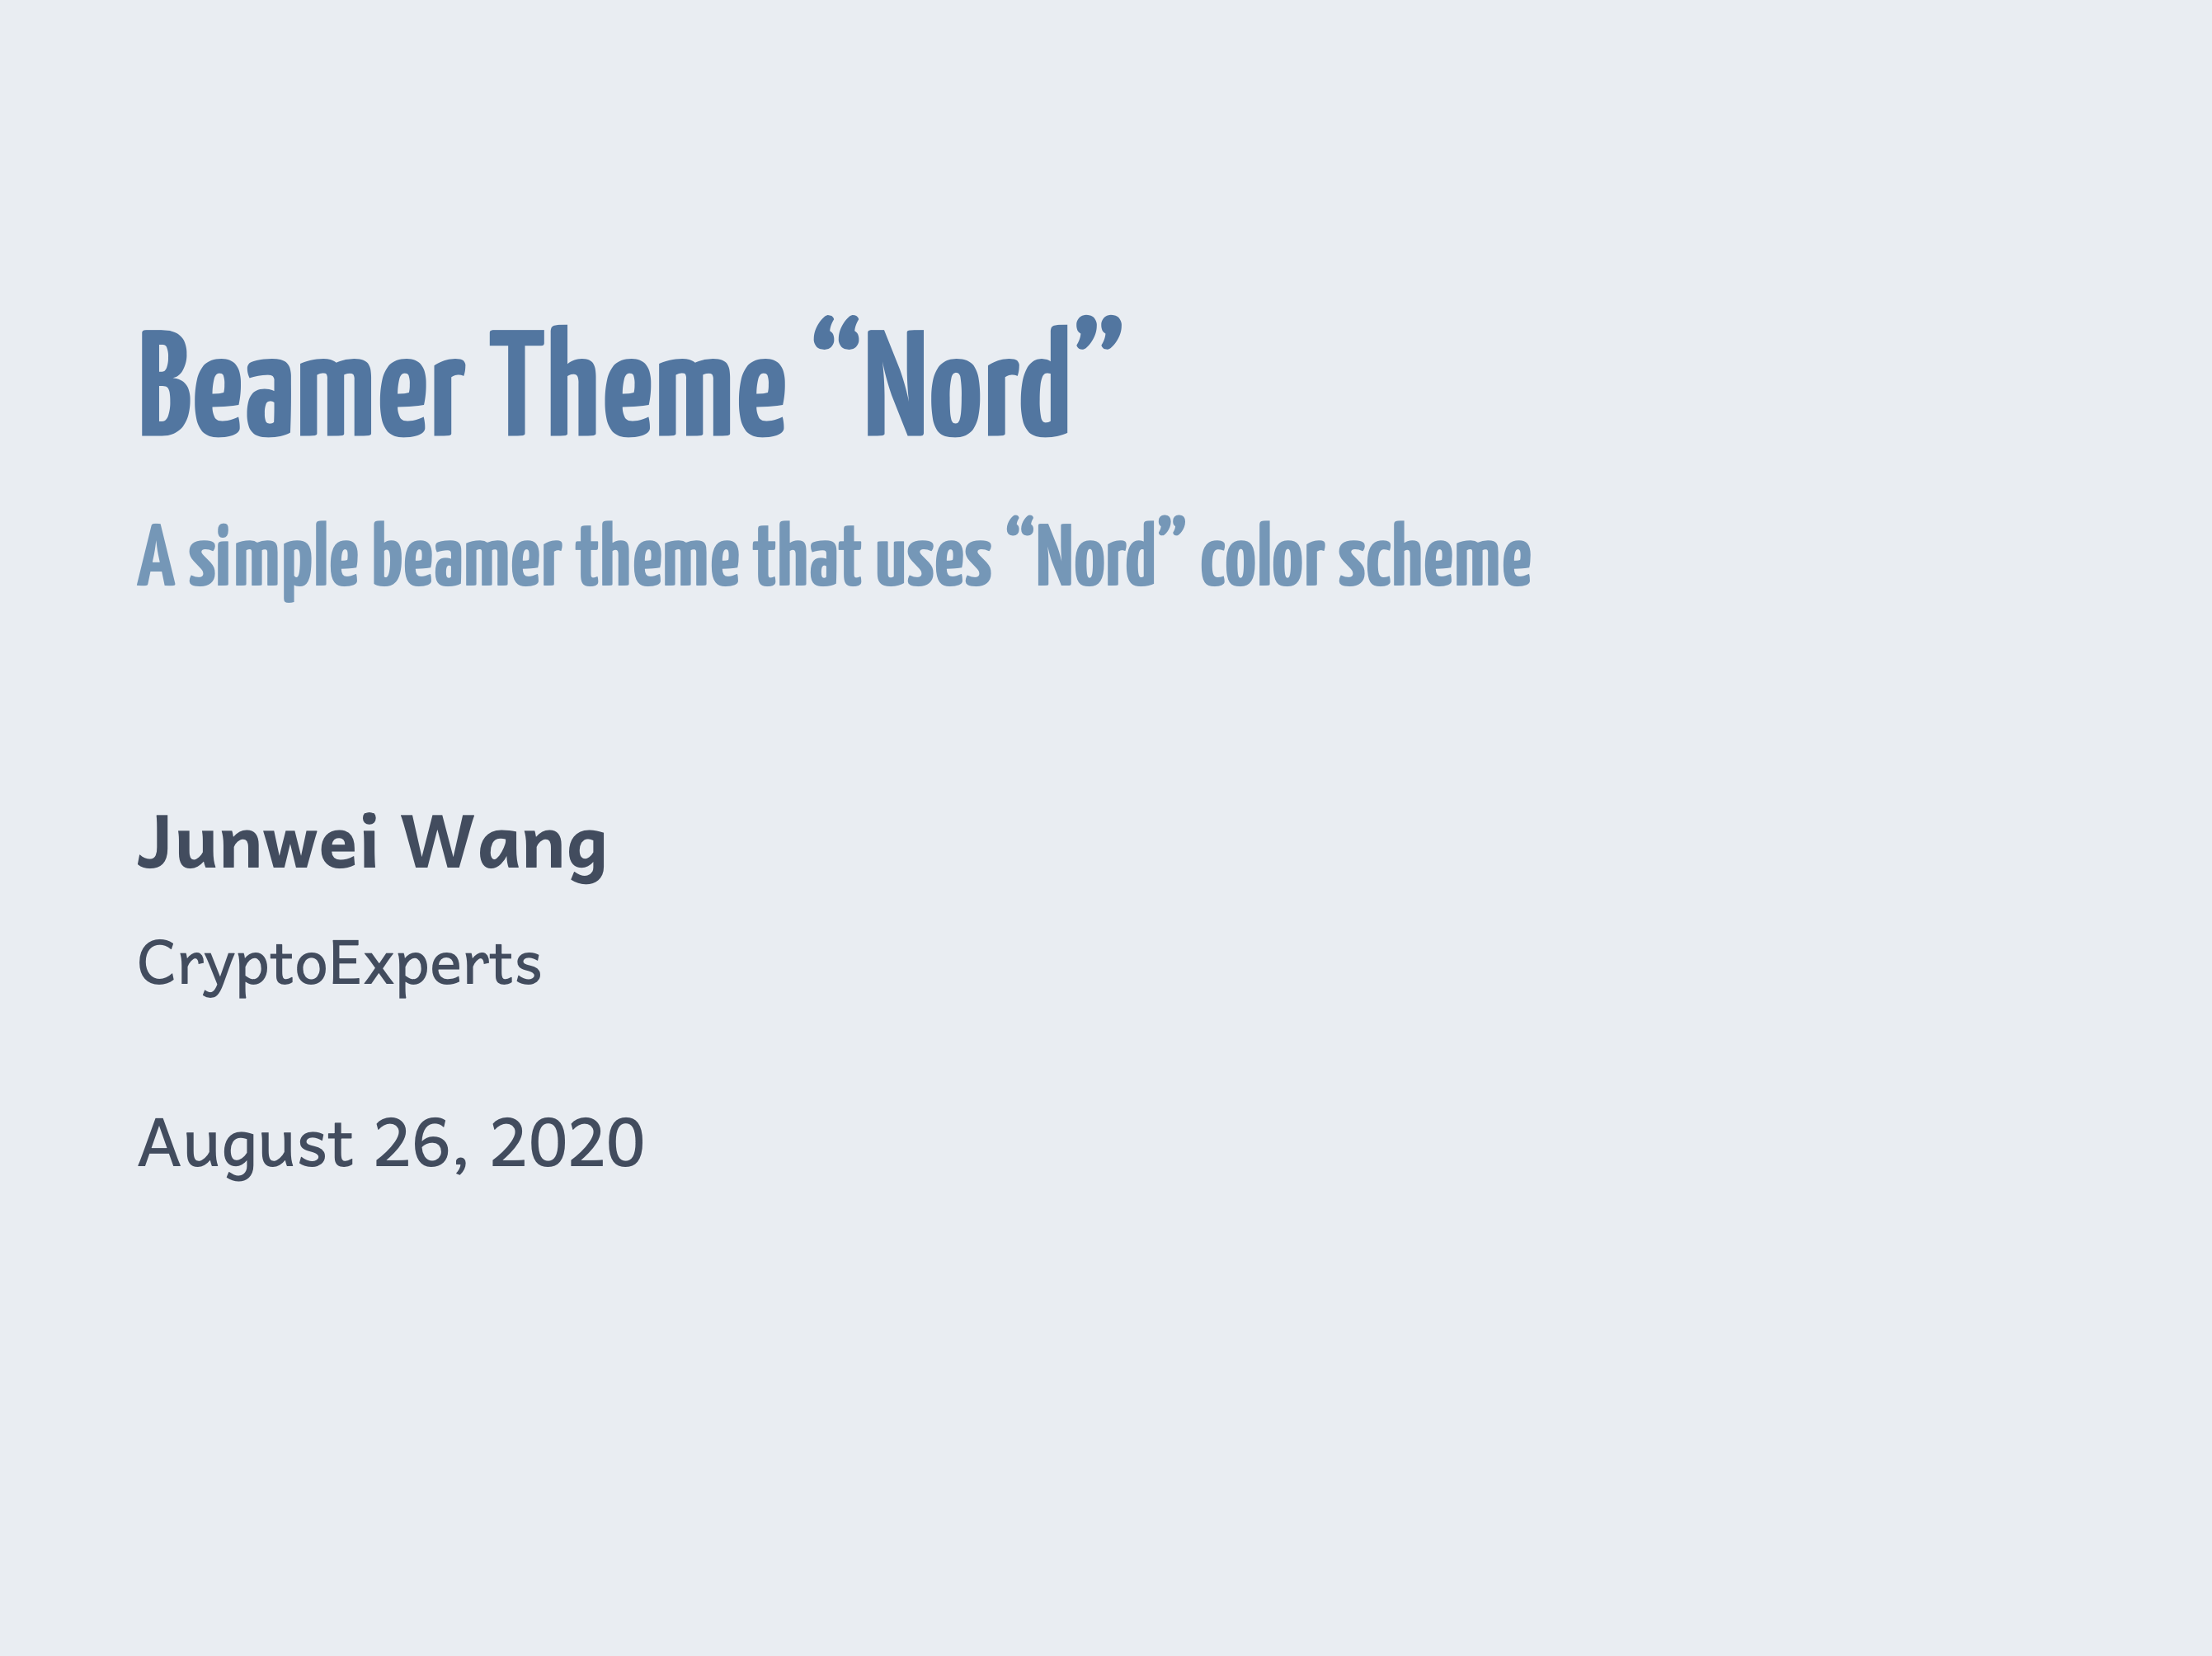 Beamer Theme “Nord”
A simple beamer theme that uses “Nord” color scheme
Junwei Wang
CryptoExperts
August 26, 2020